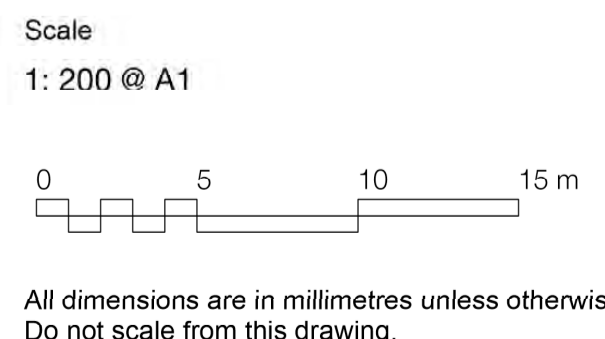 Scale
1: 200 @ A1
0 5 10 15 m
All dimensions are in millimetres unless
Do not scale from this drawing.